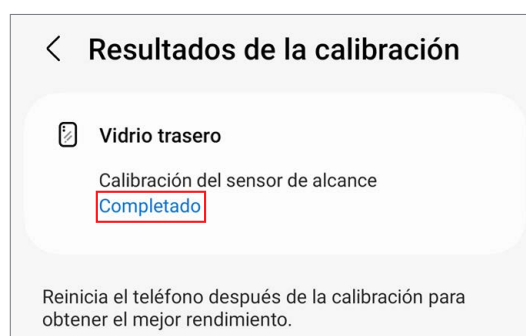 Resultados de la calibración
Vidrio trasero
Calibración del sensor de alcance
Completado
Reinicia el teléfono después de la calibración para
obtener el mejor rendimiento.